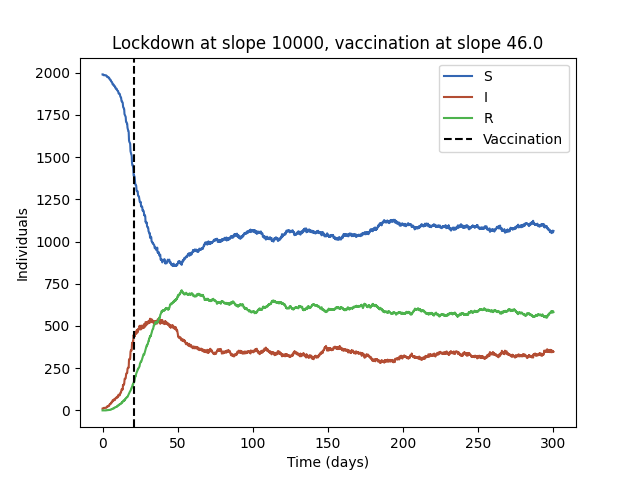 Lockdown at slope 10000, vaccination at slope 46.0
2000
1750
1500
1250
1000
750
500
250
0
Individuals
S
I
R
Vaccination
0 50 100 150 200 250 300
Time (days)